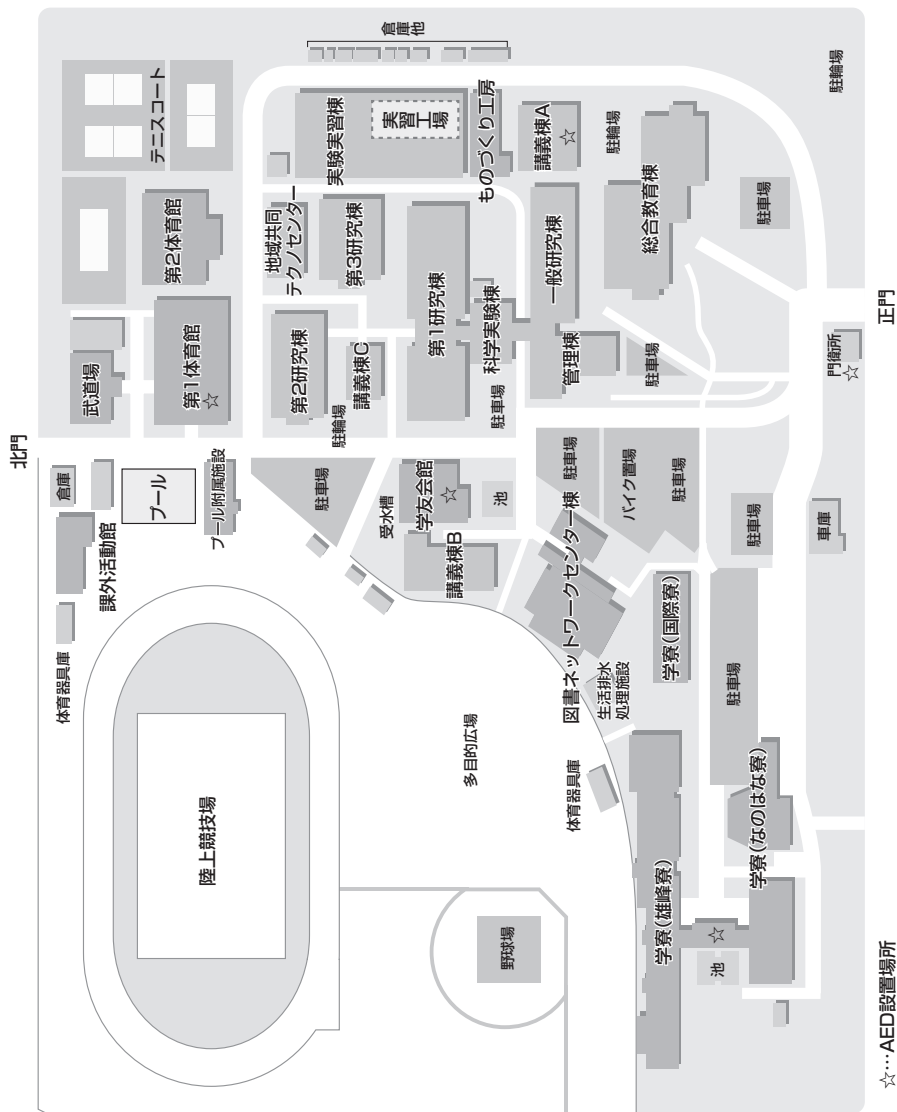 北門
倉庫他
テニスコート
実験実習棟
実習工場
ものづくり工房
講義棟A
☆
駐輪場
駐輪場
総合教育棟
駐車場
第2体育館
地域共同
テクノセンター
第3研究棟
第1研究棟
科学実験棟
一般研究棟
武道場
第1体育館
☆
第2研究棟
講義棟C
駐輪場
駐車場
管理棟
駐車場
正門
門衛所
☆
倉庫
プール
プール附属施設
課外活動館
体育器具庫
駐車場
受水槽
学友会館
☆
池
講義棟B
図書ネットワークセンター棟
駐車場
バイク置場
駐車場
駐車場
車庫
陸上競技場
多目的広場
生活排水
処理施設
学寮(国際寮)
駐車場
体育器具庫
野球場
学寮(雄峰寮)
学寮(なのはな寮)
☆
池
☆…AED設置場所